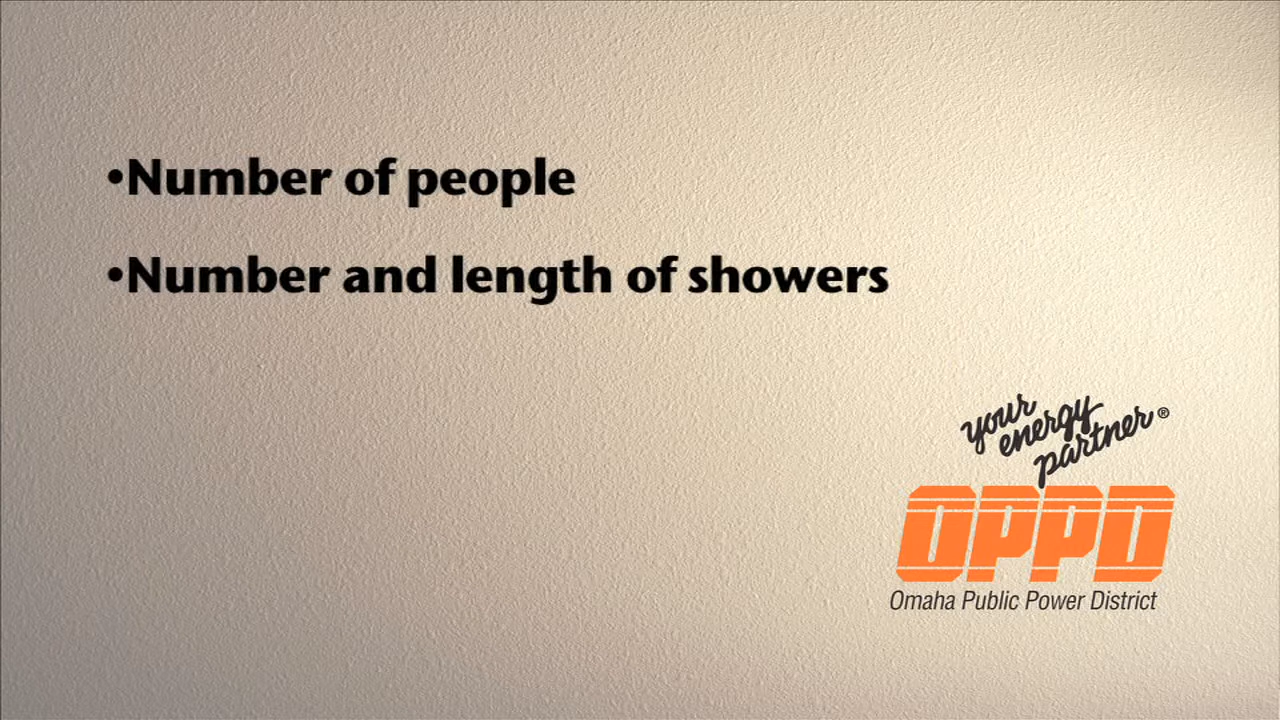 •Number of people
•Number and length of showers
your
energy
partner®
OPPD
Omaha Public Power District